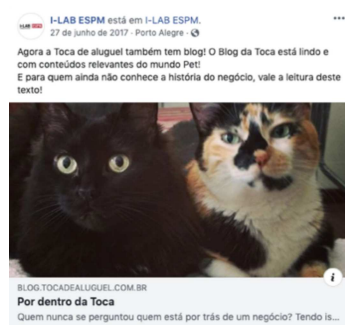 I-LAB ESPM está em I-LAB ESPM.
27 de junho de 2017 · Porto Alegre ·
Agora a Toca de aluguel também tem blog! O Blog da Toca está lindo e
com conteúdos relevantes do mundo Pet!
E para quem ainda não conhece a história do negócio, vale a leitura deste
texto!
i
BLOG.TOCADEALUGUEL.COM.BR
Por dentro da Toca
Quem nunca se perguntou quem está por trás de um negócio? Tendo is...